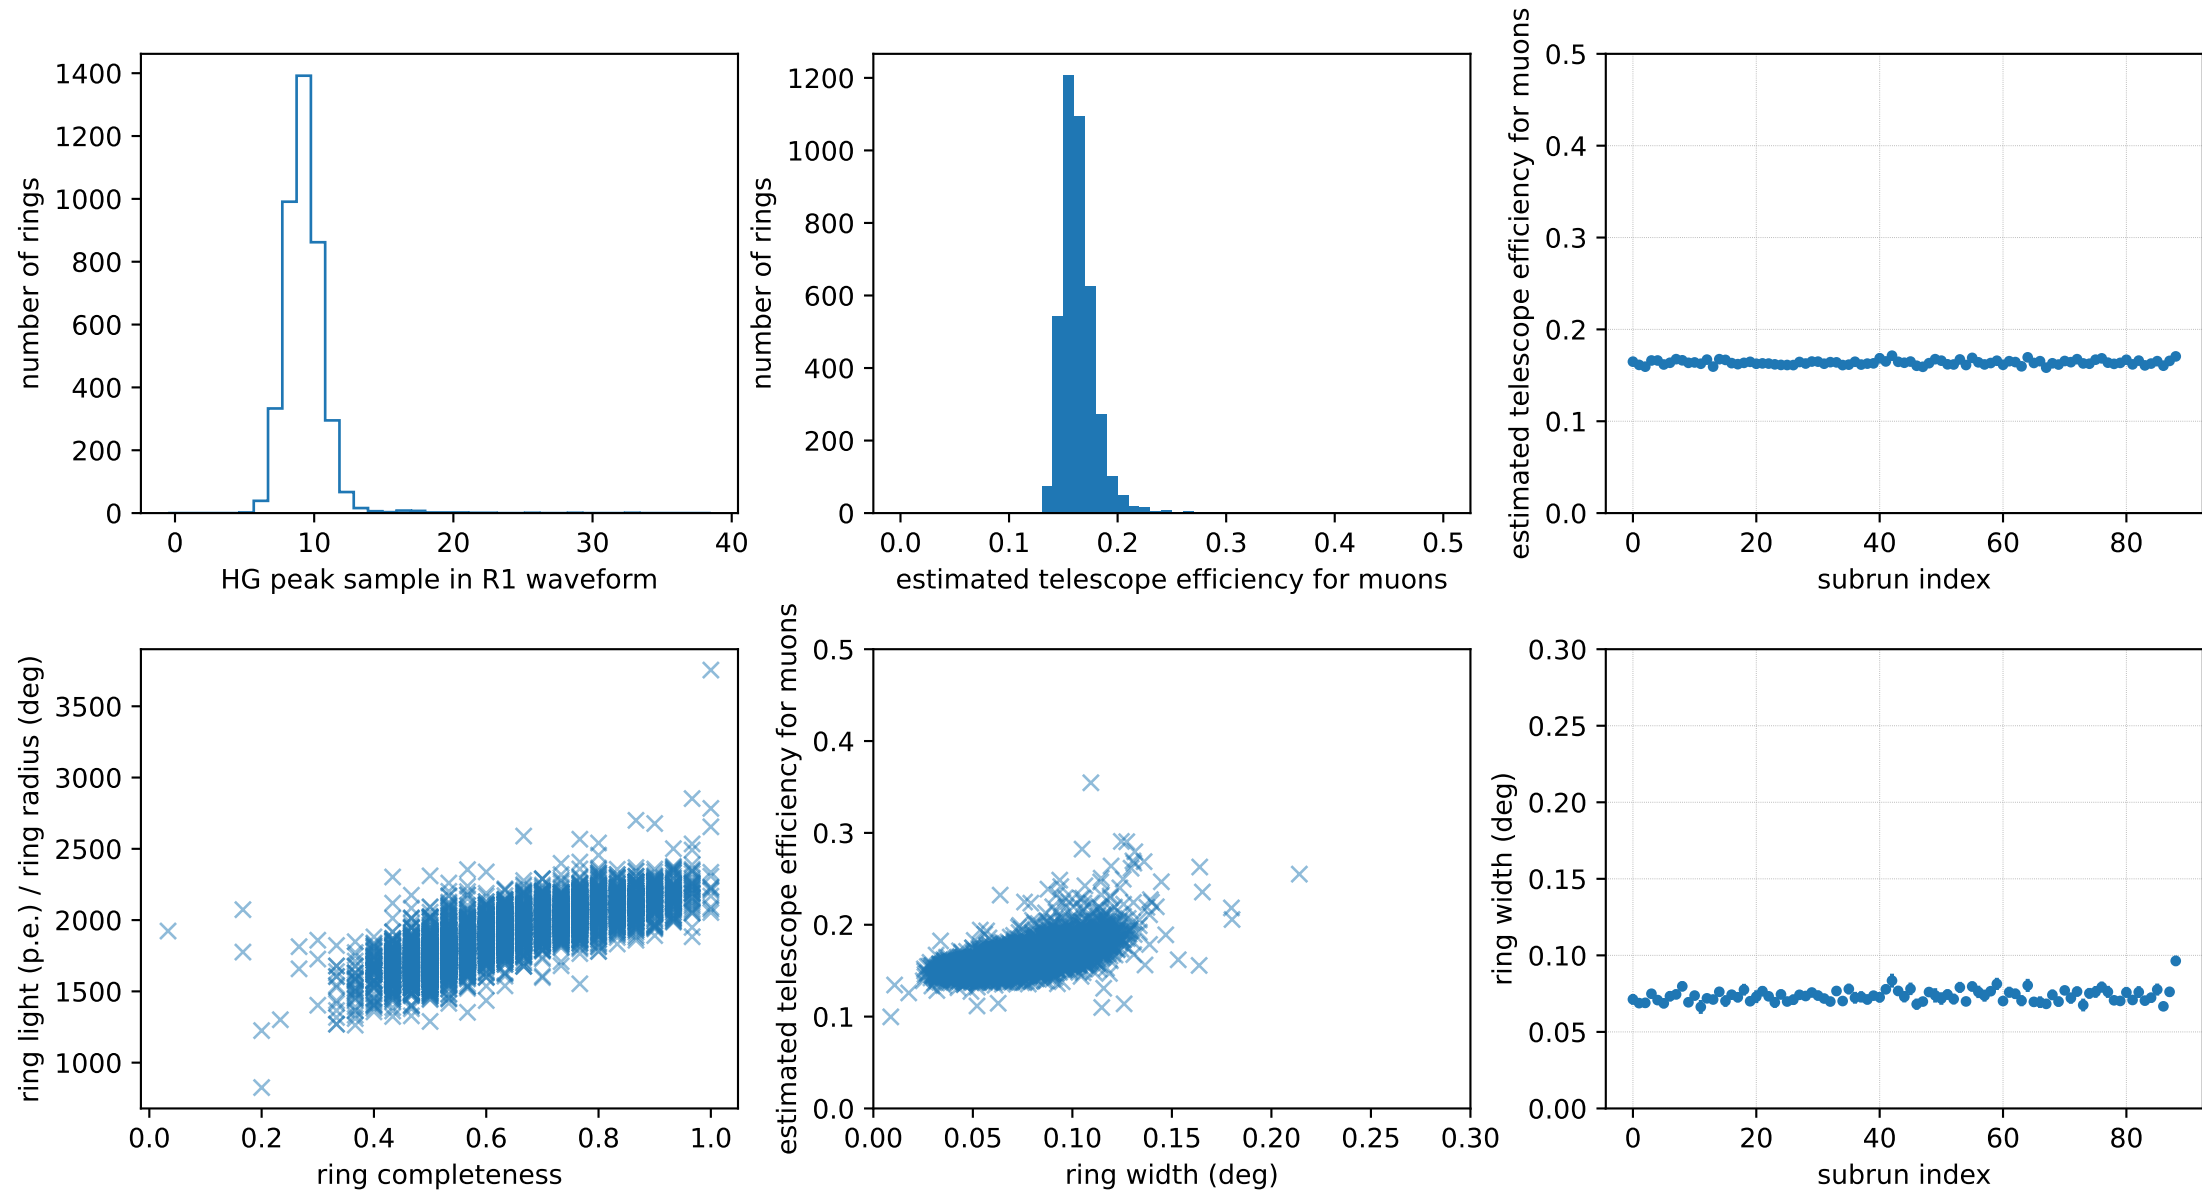 number of rings
1400
1200
1000
800
600
400
200
0
0 10 20 30 40
HG peak sample in R1 waveform
number of rings
1200
1000
800
600
400
200
0
0.0 0.1 0.2 0.3 0.4 0.5
estimated telescope efficiency for muons
estimated telescope efficiency for muons
0.5
0.4
0.3
0.2
0.1
0.0
0 20 40 60 80
subrun index
ring light (p.e.) / ring radius (deg)
3500
3000
2500
2000
1500
1000
0.0 0.2 0.4 0.6 0.8 1.0
ring completeness
estimated telescope efficiency for muons
0.5
0.4
0.3
0.2
0.1
0.0
0.00 0.05 0.10 0.15 0.20 0.25 0.30
ring width (deg)
ring width (deg)
0.30
0.25
0.20
0.15
0.10
0.05
0.00
0 20 40 60 80
subrun index